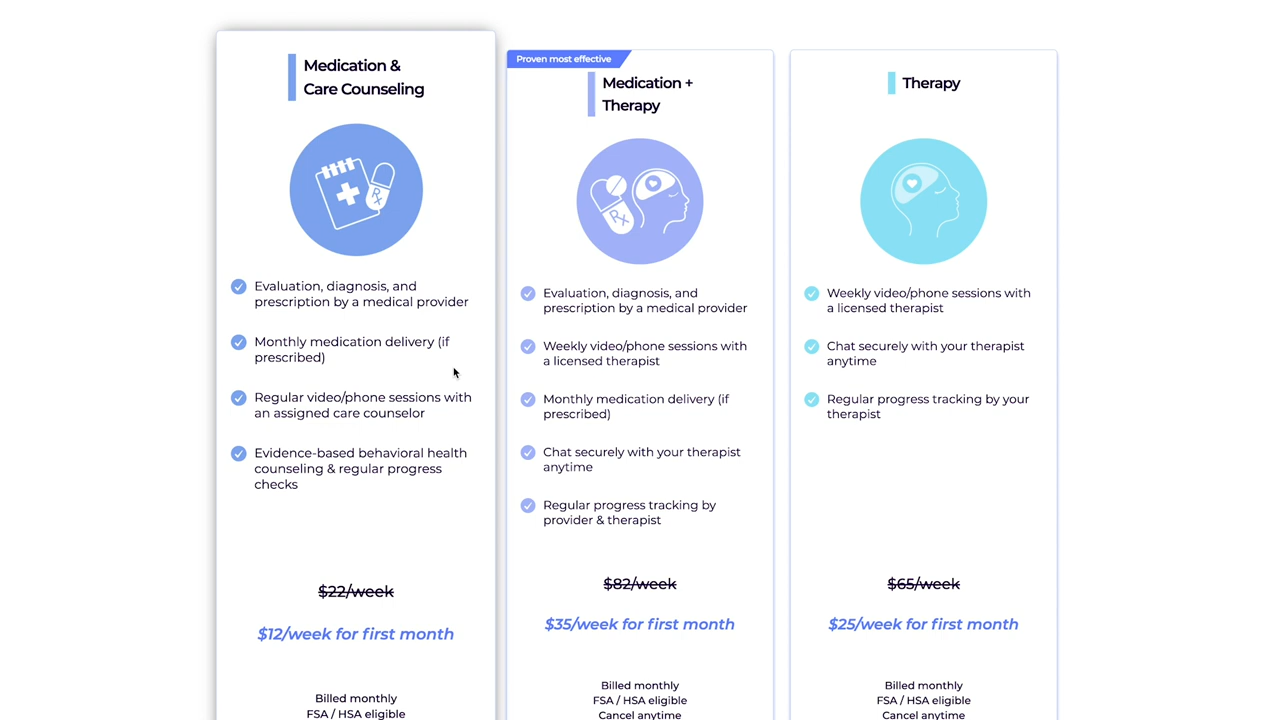 Medication &
Care Counseling
Rx
Evaluation, diagnosis, and
prescription by a medical provider
Monthly medication delivery (if
prescribed)
Regular video/phone sessions with
an assigned care counselor
Evidence-based behavioral health
counseling & regular progress
checks
$22/week
$12/week for first month
Billed monthly
FSA / HSA eligible
Proven most effective
Medication +
Therapy
Rx
Evaluation, diagnosis, and
prescription by a medical provider
Weekly video/phone sessions with
a licensed therapist
Monthly medication delivery (if
prescribed)
Chat securely with your therapist
anytime
Regular progress tracking by
provider & therapist
$82/week
$35/week for first month
Billed monthly
FSA / HSA eligible
Cancel anytime
Therapy
Weekly video/phone sessions with
a licensed therapist
Chat securely with your therapist
anytime
Regular progress tracking by your
therapist
$65/week
$25/week for first month
Billed monthly
FSA / HSA eligible
Cancel anytime